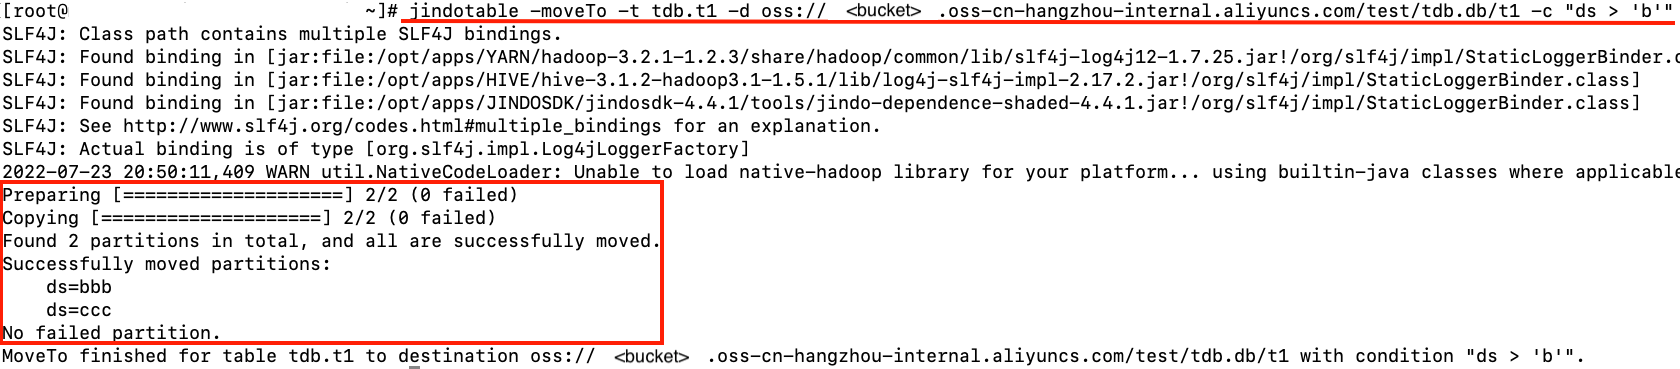 [root@ ~]# jindotable -moveTo -t tdb.t1 -d oss:// <bucket> .oss-cn-hangzhou-internal.aliyuncs.com/test/tdb.db/t1 -c "ds > 'b'"
SLF4J: Class path contains multiple SLF4J bindings.
SLF4J: Found binding in [jar:file:/opt/apps/YARN/hadoop-3.2.1-1.2.3/share/hadoop/common/lib/slf4j-log4j12-1.7.25.jar!/org/slf4j/impl/StaticLoggerBinder.c
SLF4J: Found binding in [jar:file:/opt/apps/HIVE/hive-3.1.2-hadoop3.1-1.5.1/lib/log4j-slf4j-impl-2.17.2.jar!/org/slf4j/impl/StaticLoggerBinder.class]
SLF4J: Found binding in [jar:file:/opt/apps/JINDOSDK/jindosdk-4.4.1/tools/jindo-dependence-shaded-4.4.1.jar!/org/slf4j/impl/StaticLoggerBinder.class]
SLF4J: See http://www.slf4j.org/codes.html#multiple_bindings for an explanation.
SLF4J: Actual binding is of type [org.slf4j.impl.Log4jLoggerFactory]
2022-07-23 20:50:11,409 WARN util.NativeCodeLoader: Unable to load native-hadoop library for your platform... using builtin-java classes where applicable
Preparing [====================] 2/2 (0 failed)
Copying [====================] 2/2 (0 failed)
Found 2 partitions in total, and all are successfully moved.
Successfully moved partitions:
    ds=bbb
    ds=ccc
No failed partition.
MoveTo finished for table tdb.t1 to destination oss:// <bucket> .oss-cn-hangzhou-internal.aliyuncs.com/test/tdb.db/t1 with condition "ds > 'b'".